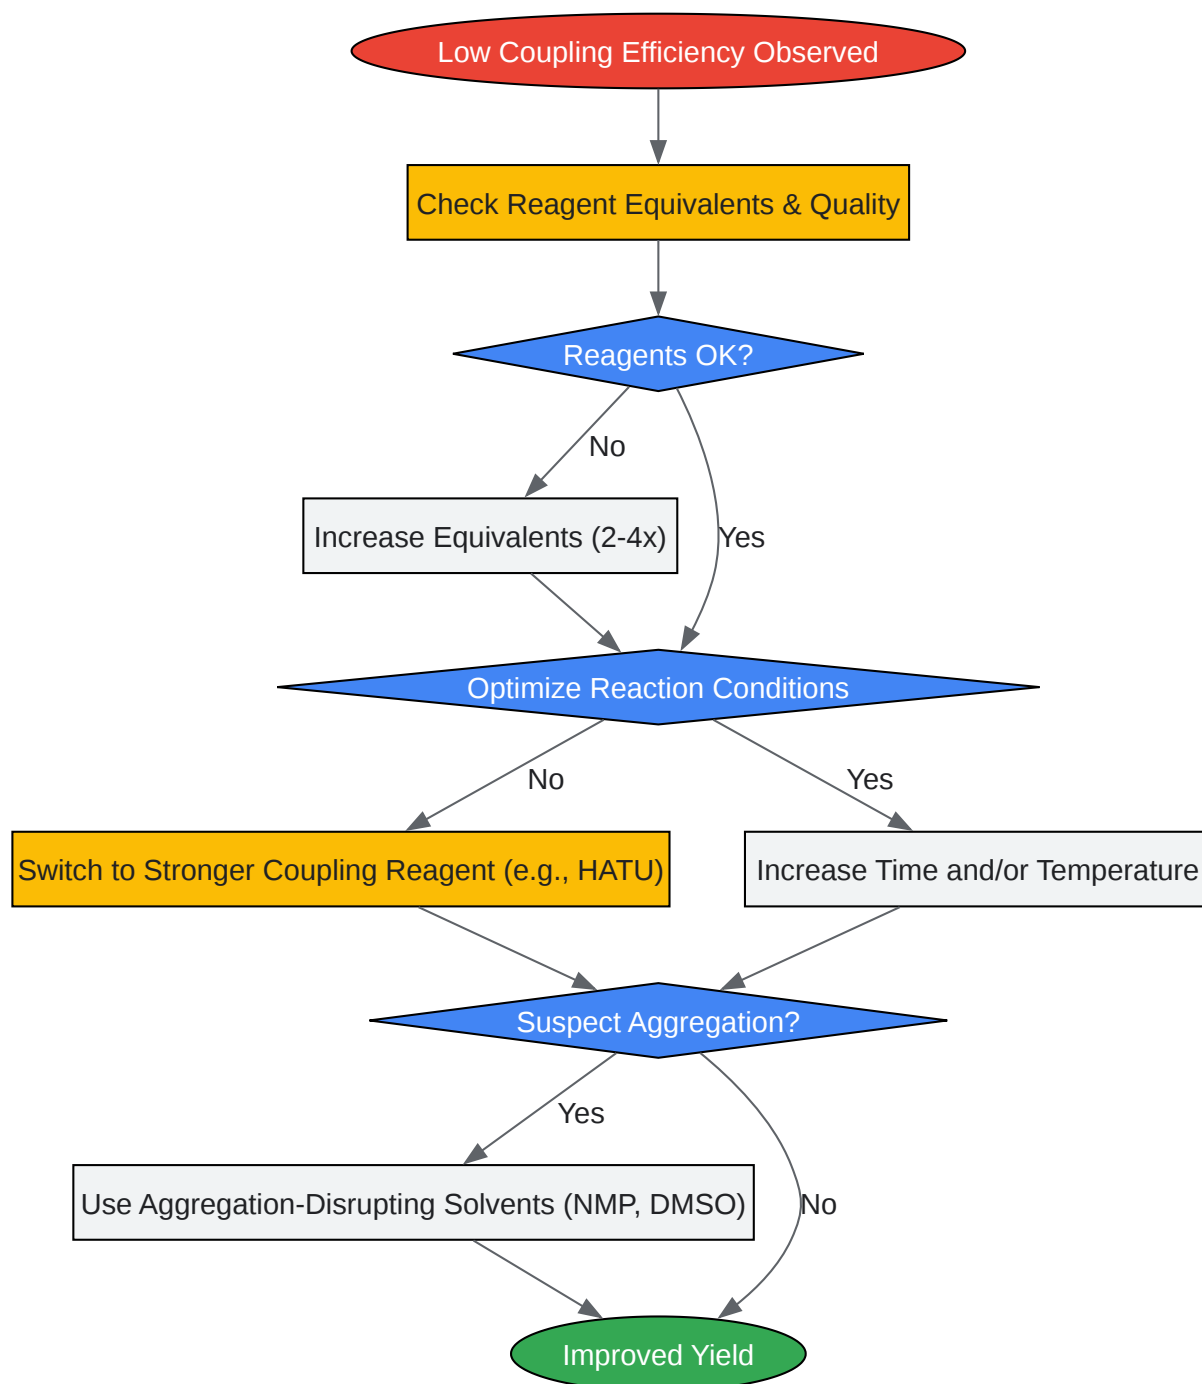 Low Coupling Efficiency Observed
Check Reagent Equivalents & Quality
Reagents OK?
No
Increase Equivalents (2-4x)
Yes
Optimize Reaction Conditions
No
Yes
Switch to Stronger Coupling Reagent (e.g., HATU)
Increase Time and/or Temperature
Suspect Aggregation?
Yes
Use Aggregation-Disrupting Solvents (NMP, DMSO)
No
Improved Yield